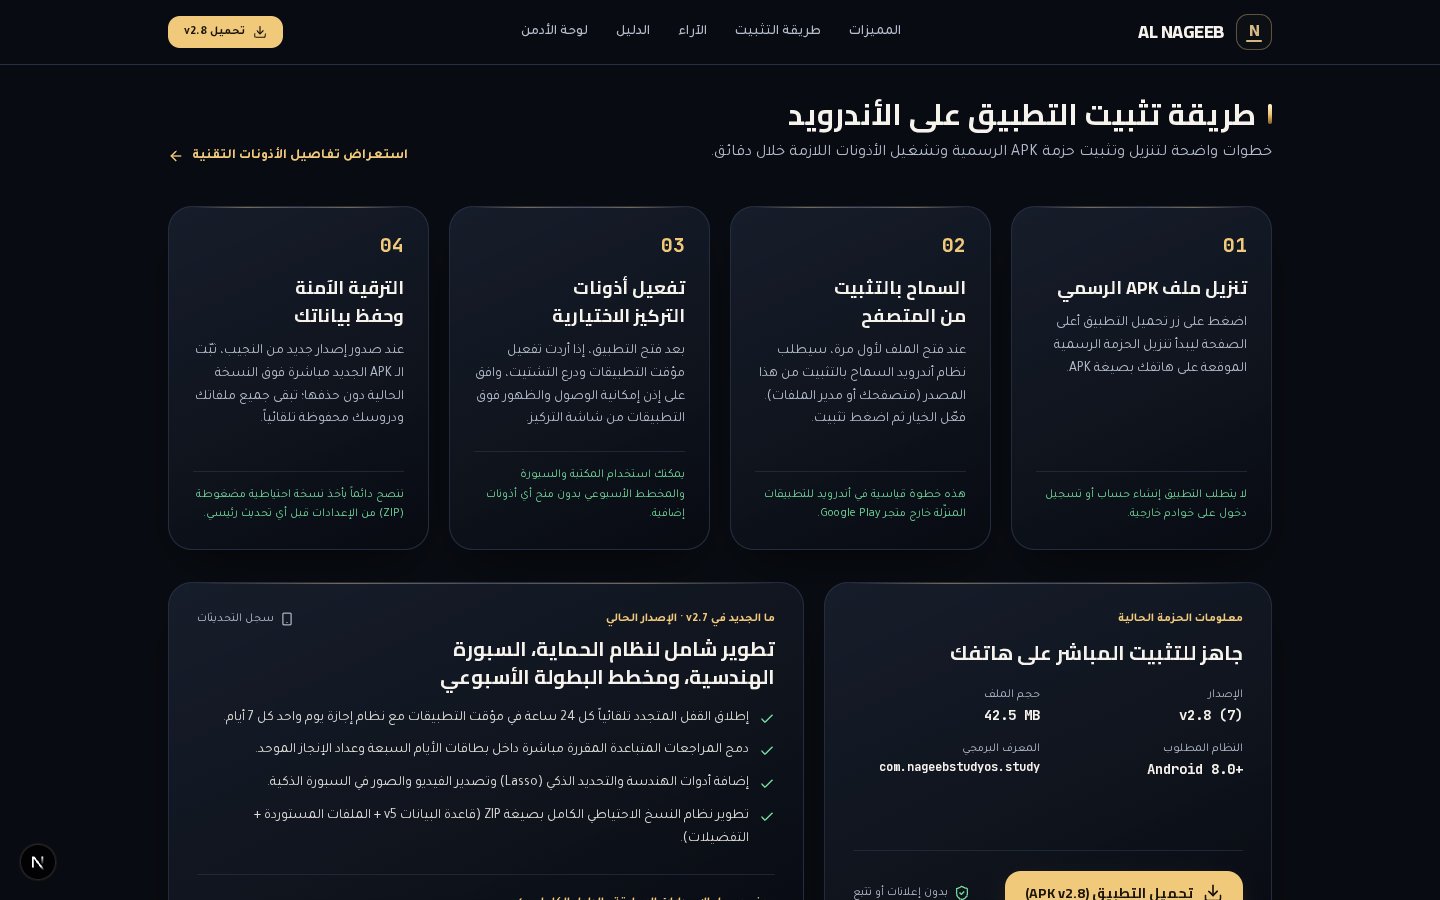 N
AL NAGEEB
المميزات
طريقة التثبيت
الآراء
الدليل
لوحة الأدمن
تحميل v2.8
طريقة تثبيت التطبيق على الأندرويد
خطوات واضحة لتنزيل وتثبيت حزمة APK الرسمية وتشغيل الأذونات اللازمة خلال دقائق.
استعراض تفاصيل الأذونات التقنية
01
تنزيل ملف APK الرسمي
اضغط على زر تحميل التطبيق أعلى
الصفحة ليبدأ تنزيل الحزمة الرسمية
الموقعة على هاتفك بصيغة APK.
لا يتطلب التطبيق إنشاء حساب أو تسجيل
دخول على خوادم خارجية.
02
السماح بالتثبيت
من المتصفح
عند فتح الملف لأول مرة، سيطلب
نظام أندرويد السماح بالتثبيت من هذا
المصدر (متصفحك أو مدير الملفات).
فعّل الخيار ثم اضغط تثبيت.
هذه خطوة قياسية في أندرويد للتطبيقات
المنزّلة خارج متجر Google Play.
03
تفعيل أذونات
التركيز الاختيارية
بعد فتح التطبيق، إذا أردت تفعيل
مؤقت التطبيقات ودرع التشتيت، وافق
على إذن إمكانية الوصول والظهور فوق
التطبيقات من شاشة التركيز.
يمكنك استخدام المكتبة والسبورة
والمخطط الأسبوعي بدون منح أي أذونات
إضافية.
04
الترقية الآمنة
وحفظ بياناتك
عند صدور إصدار جديد من النجيب، ثبّت
الـ APK الجديد مباشرة فوق النسخة
الحالية دون حذفها؛ تبقى جميع ملفاتك
ودروسك محفوظة تلقائياً.
ننصح دائماً بأخذ نسخة احتياطية مضغوطة
(ZIP) من الإعدادات قبل أي تحديث رئيسي.
معلومات الحزمة الحالية
جاهز للتثبيت المباشر على هاتفك
الإصدار
v2.8 (7)
حجم الملف
42.5 MB
النظام المطلوب
Android 8.0+
المعرف البرمجي
com.nageebstudyos.study
تحميل التطبيق (APK v2.8)
بدون إعلانات أو تتبع
ما الجديد في v2.7 · الإصدار الحالي
سجل التحديثات
تطوير شامل لنظام الحماية، السبورة
الهندسية، ومخطط البطولة الأسبوعي
إطلاق القفل المتجدد تلقائياً كل 24 ساعة في مؤقت التطبيقات مع نظام إجازة يوم واحد كل 7 أيام.
دمج المراجعات المتباعدة المقررة مباشرة داخل بطاقات الأيام السبعة وعداد الإنجاز الموحد.
إضافة أدوات الهندسة والتحديد الذكي (Lasso) وتصدير الفيديو والصور في السبورة الذكية.
تطوير نظام النسخ الاحتياطي الكامل بصيغة ZIP (قاعدة البيانات v5 + الملفات المستوردة +
التفضيلات).
N